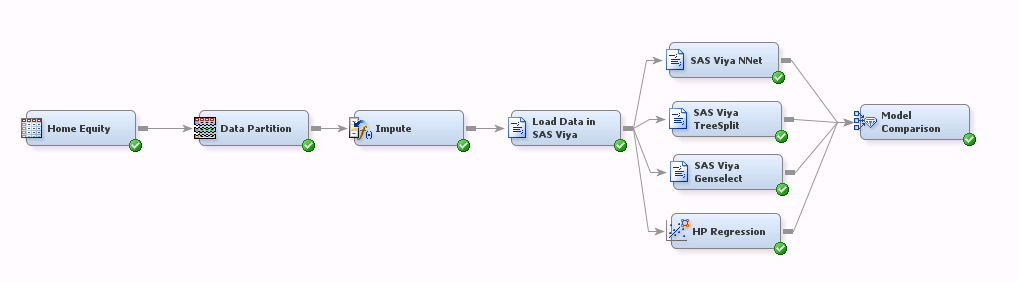 Home Equity
Data Partition
Impute
Load Data in
SAS Viya
SAS Viya NNet
SAS Viya
TreeSplit
SAS Viya
Genselect
HP Regression
Model
Comparison